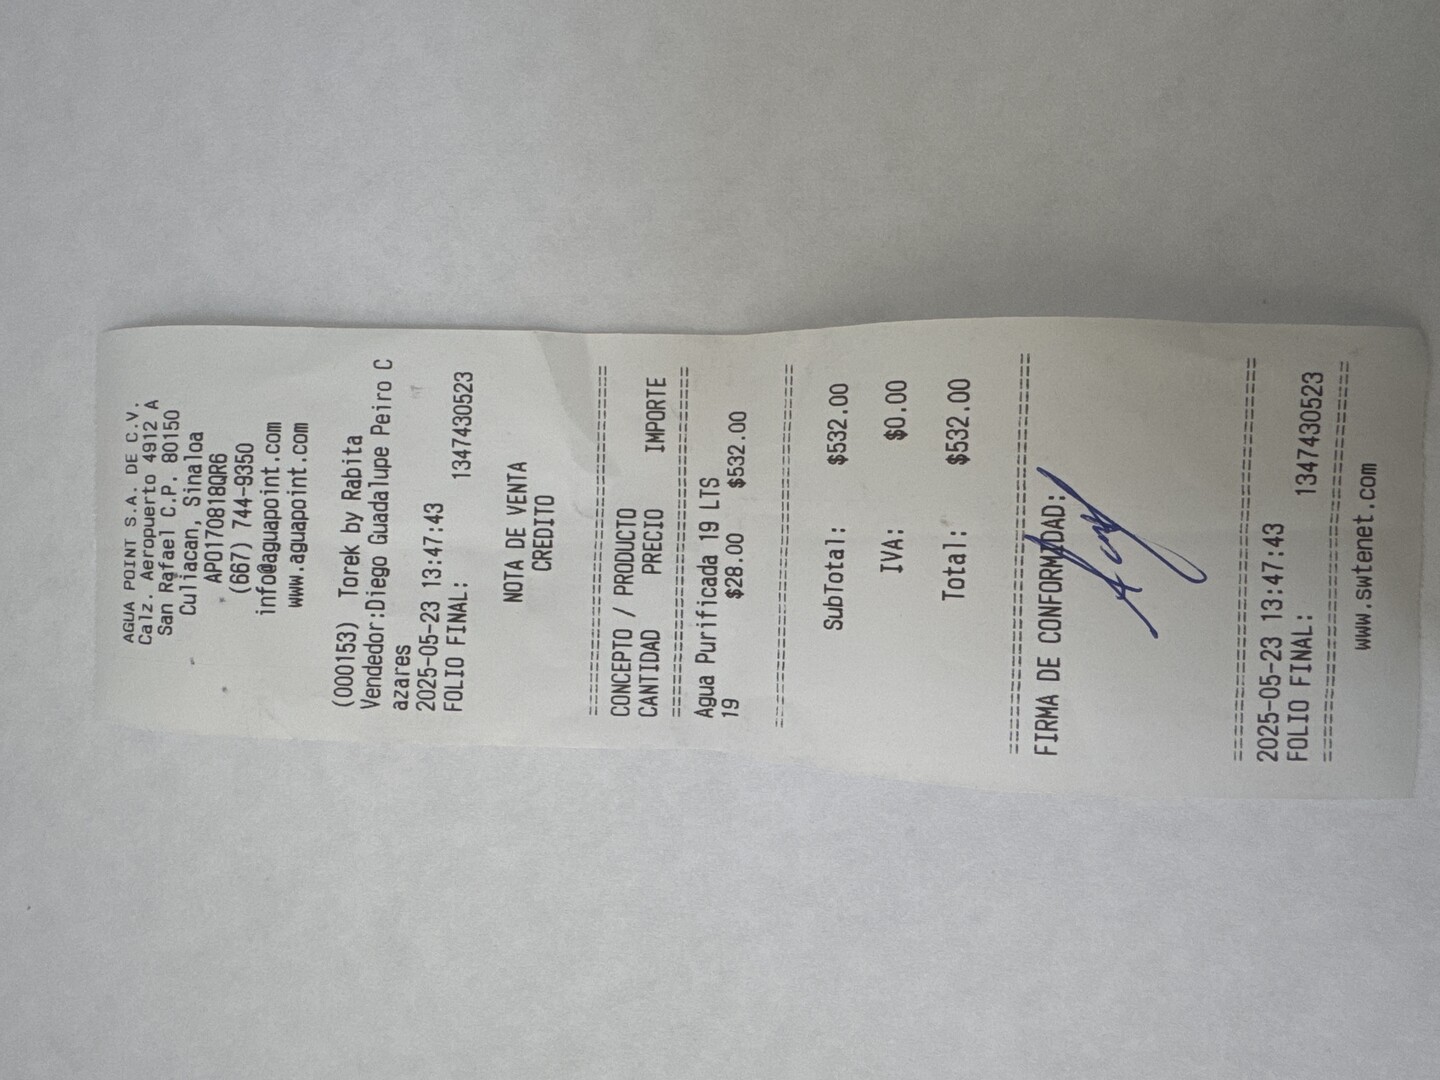 AGUA POINT S.A. DE C.V.
Calz. Aeropuerto 4912 A
San Rafael C.P. 80150
Culiacan, Sinaloa
APO170818QR6
(667) 744-9350
info@aguapoint.com
www.aguapoint.com
(000153) Torek by Rabita
Vendedor:Diego Guadalupe Peiro C
azares
2025-05-23 13:47:43
FOLIO FINAL: 1347430523
NOTA DE VENTA
CREDITO
================================
CONCEPTO / PRODUCTO
CANTIDAD PRECIO IMPORTE
================================
Agua Purificada 19 LTS
19 $28.00 $532.00
================================
SubTotal: $532.00
IVA: $0.00
Total: $532.00
================================
FIRMA DE CONFORMIDAD:
================================
2025-05-23 13:47:43
FOLIO FINAL: 1347430523
================================
www.swtenet.com